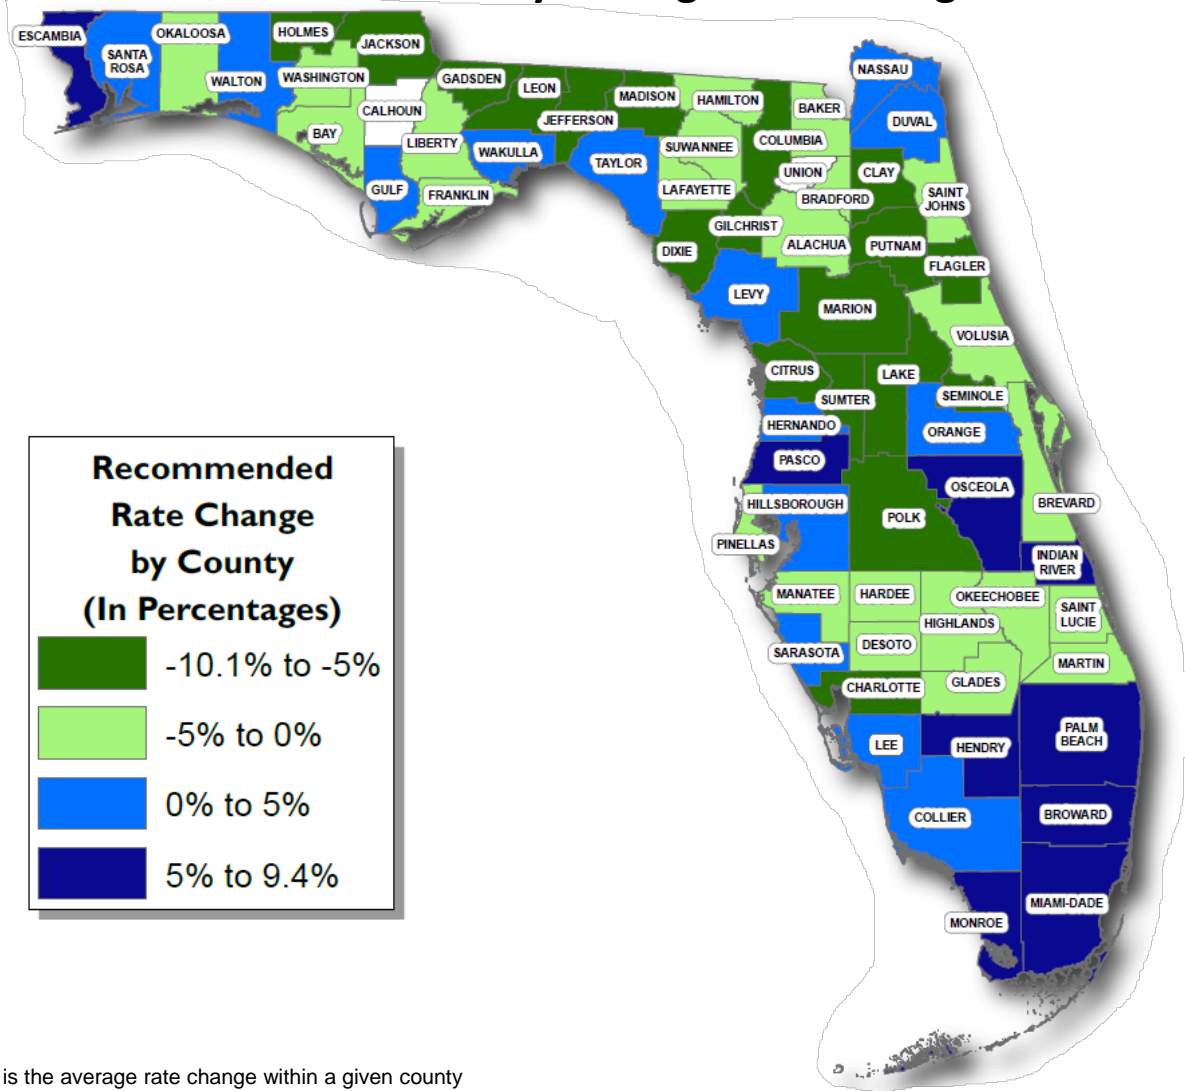 ESCAMBIA
SANTA
ROSA
OKALOOSA
WALTON
HOLMES
WASHINGTON
JACKSON
BAY
CALHOUN
GULF
LIBERTY
FRANKLIN
GADSDEN
LEON
WAKULLA
JEFFERSON
MADISON
TAYLOR
HAMILTON
SUWANNEE
LAFAYETTE
DIXIE
COLUMBIA
GILCHRIST
BAKER
UNION
BRADFORD
ALACHUA
NASSAU
DUVAL
CLAY
SAINT
JOHNS
PUTNAM
FLAGLER
LEVY
MARION
VOLUSIA
CITRUS
SUMTER
LAKE
SEMINOLE
HERNANDO
ORANGE
PASCO
OSCEOLA
BREVARD
HILLSBOROUGH
POLK
PINELLAS
INDIAN
RIVER
MANATEE
HARDEE
OKEECHOBEE
HIGHLANDS
SAINT
LUCIE
SARASOTA
DESOTO
MARTIN
CHARLOTTE
GLADES
LEE
HENDRY
PALM
BEACH
COLLIER
BROWARD
MONROE
MIAMI-DADE
Recommended
Rate Change
by County
(In Percentages)
-10.1% to -5%
-5% to 0%
0% to 5%
5% to 9.4%
is the average rate change within a given county